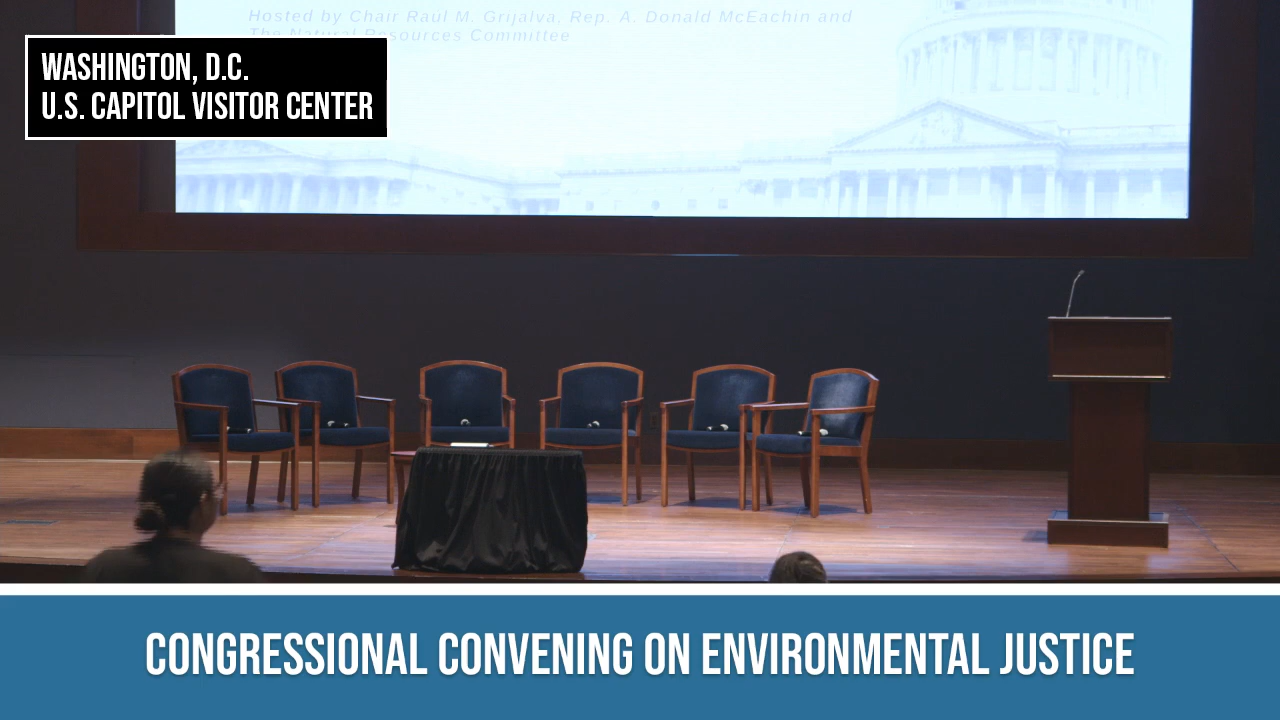 Hosted by Chair Raul M. Grijalva, Rep. A. Donald McEachin and
The Natural Resources Committee
WASHINGTON, D.C.
U.S. CAPITOL VISITOR CENTER
CONGRESSIONAL CONVENING ON ENVIRONMENTAL JUSTICE